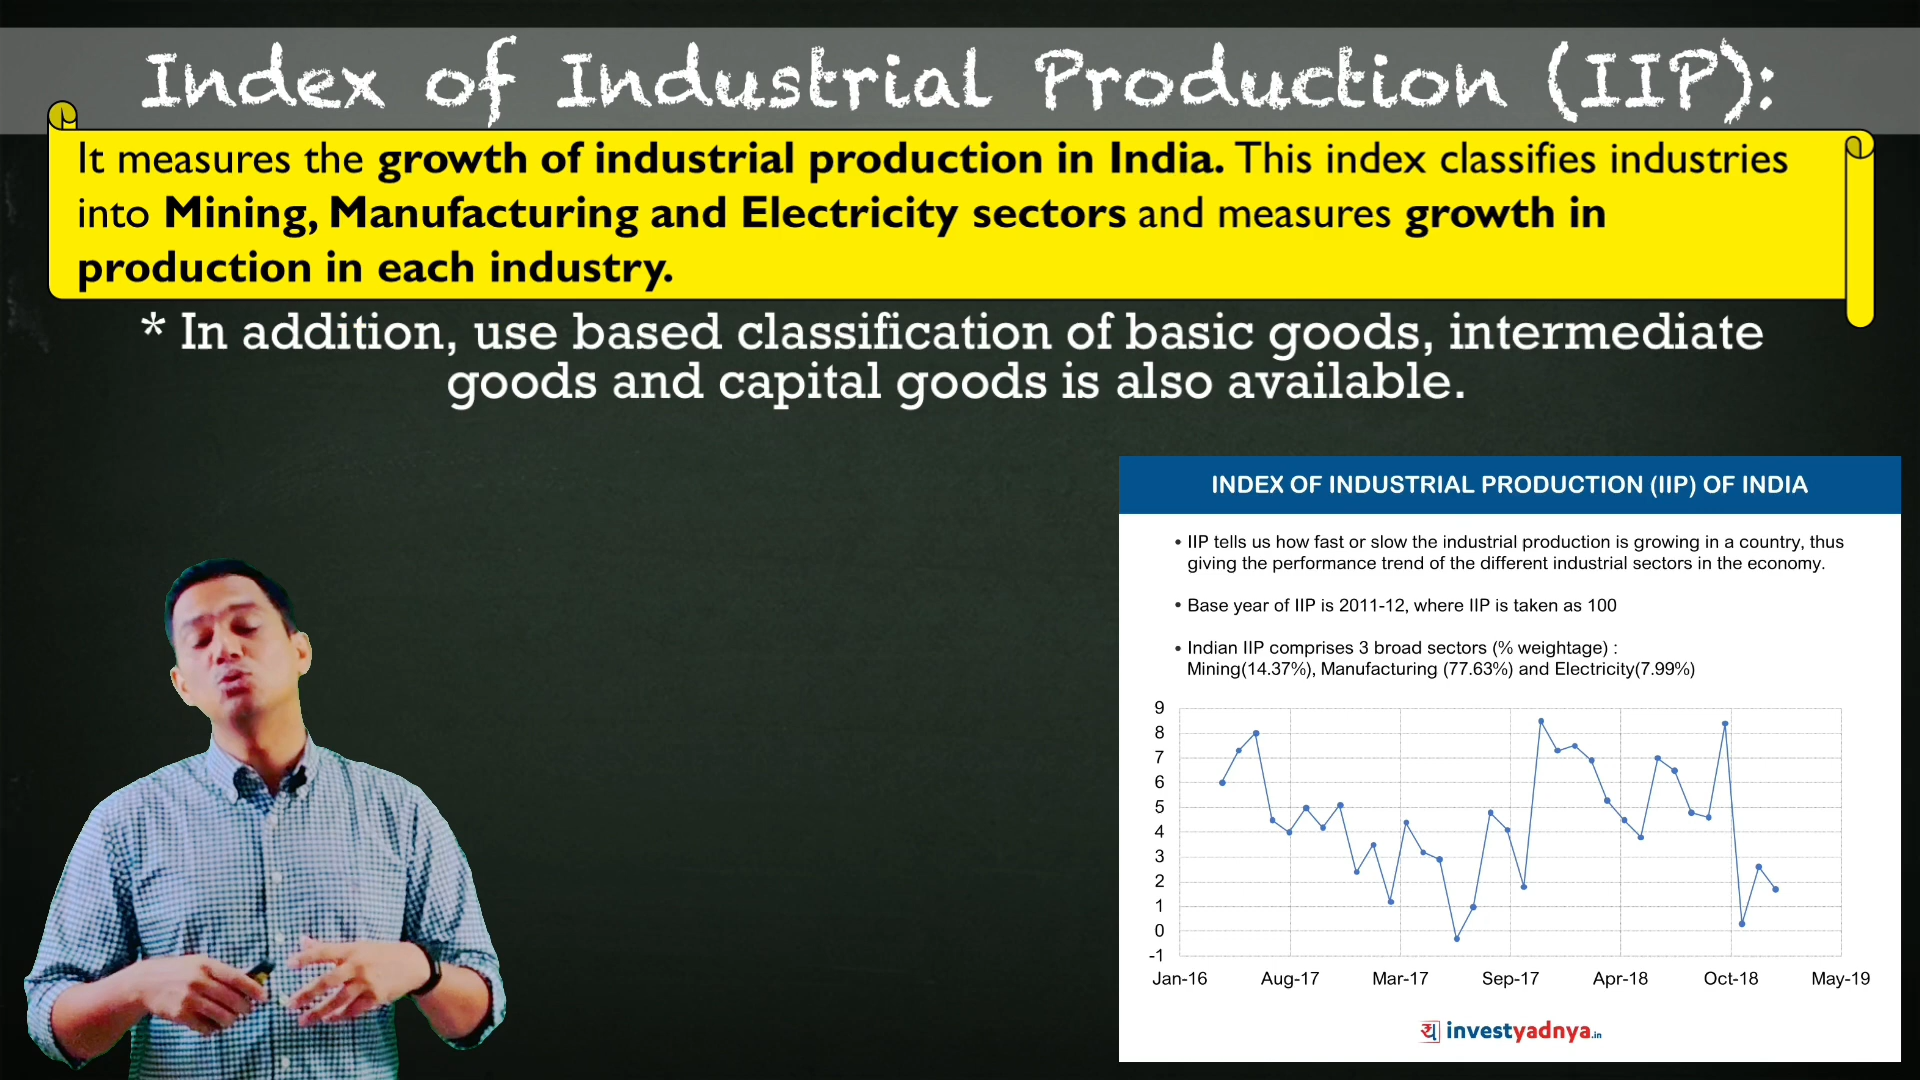 Index of Industrial Production (IIP):
It measures the growth of industrial production in India. This index classifies industries
into Mining, Manufacturing and Electricity sectors and measures growth in
production in each industry.
* In addition, use based classification of basic goods, intermediate
goods and capital goods is also available.
INDEX OF INDUSTRIAL PRODUCTION (IIP) OF INDIA
• IIP tells us how fast or slow the industrial production is growing in a country, thus
giving the performance trend of the different industrial sectors in the economy.
• Base year of IIP is 2011-12, where IIP is taken as 100
• Indian IIP comprises 3 broad sectors (% weightage) :
Mining(14.37%), Manufacturing (77.63%) and Electricity(7.99%)
9
8
7
6
5
4
3
2
1
0
-1
Jan-16 Aug-17 Mar-17 Sep-17 Apr-18 Oct-18 May-19
investyadnya.in